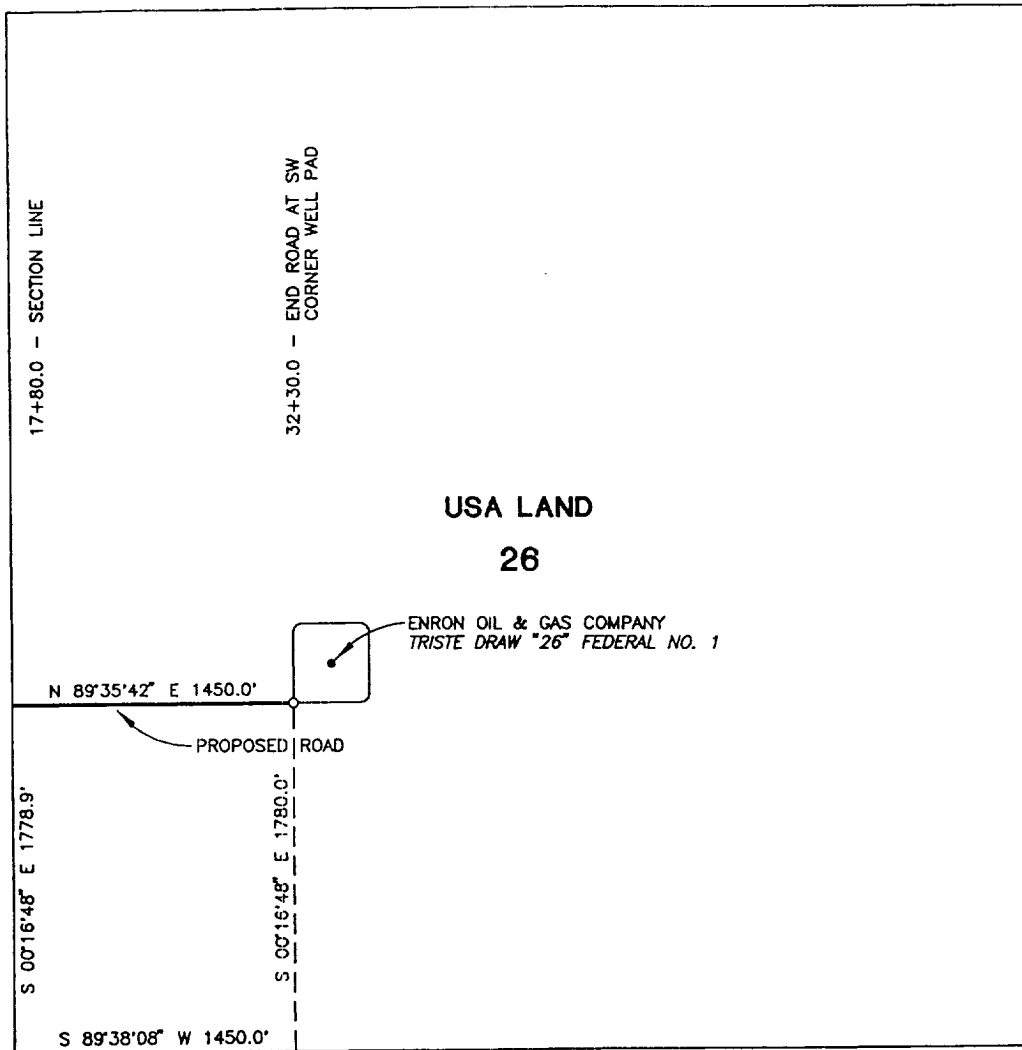 17+80.0 – SECTION LINE
32+30.0 – END ROAD AT SW
CORNER WELL PAD
USA LAND
26
ENRON OIL & GAS COMPANY
TRISTE DRAW "26" FEDERAL NO. 1
N 89°35'42" E 1450.0'
PROPOSED ROAD
S 00°16'48" E 1778.9'
S 00°16'48" E 1780.0'
S 89°38'08" W 1450.0'